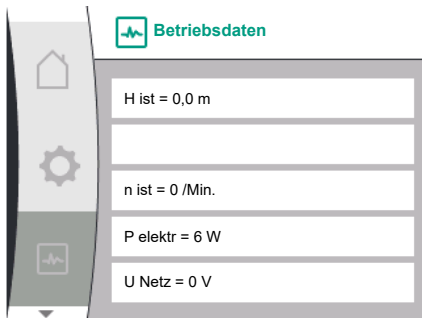 Betriebsdaten
H ist = 0,0 m
n ist = 0 /Min.
P elektr = 6 W
U Netz = 0 V